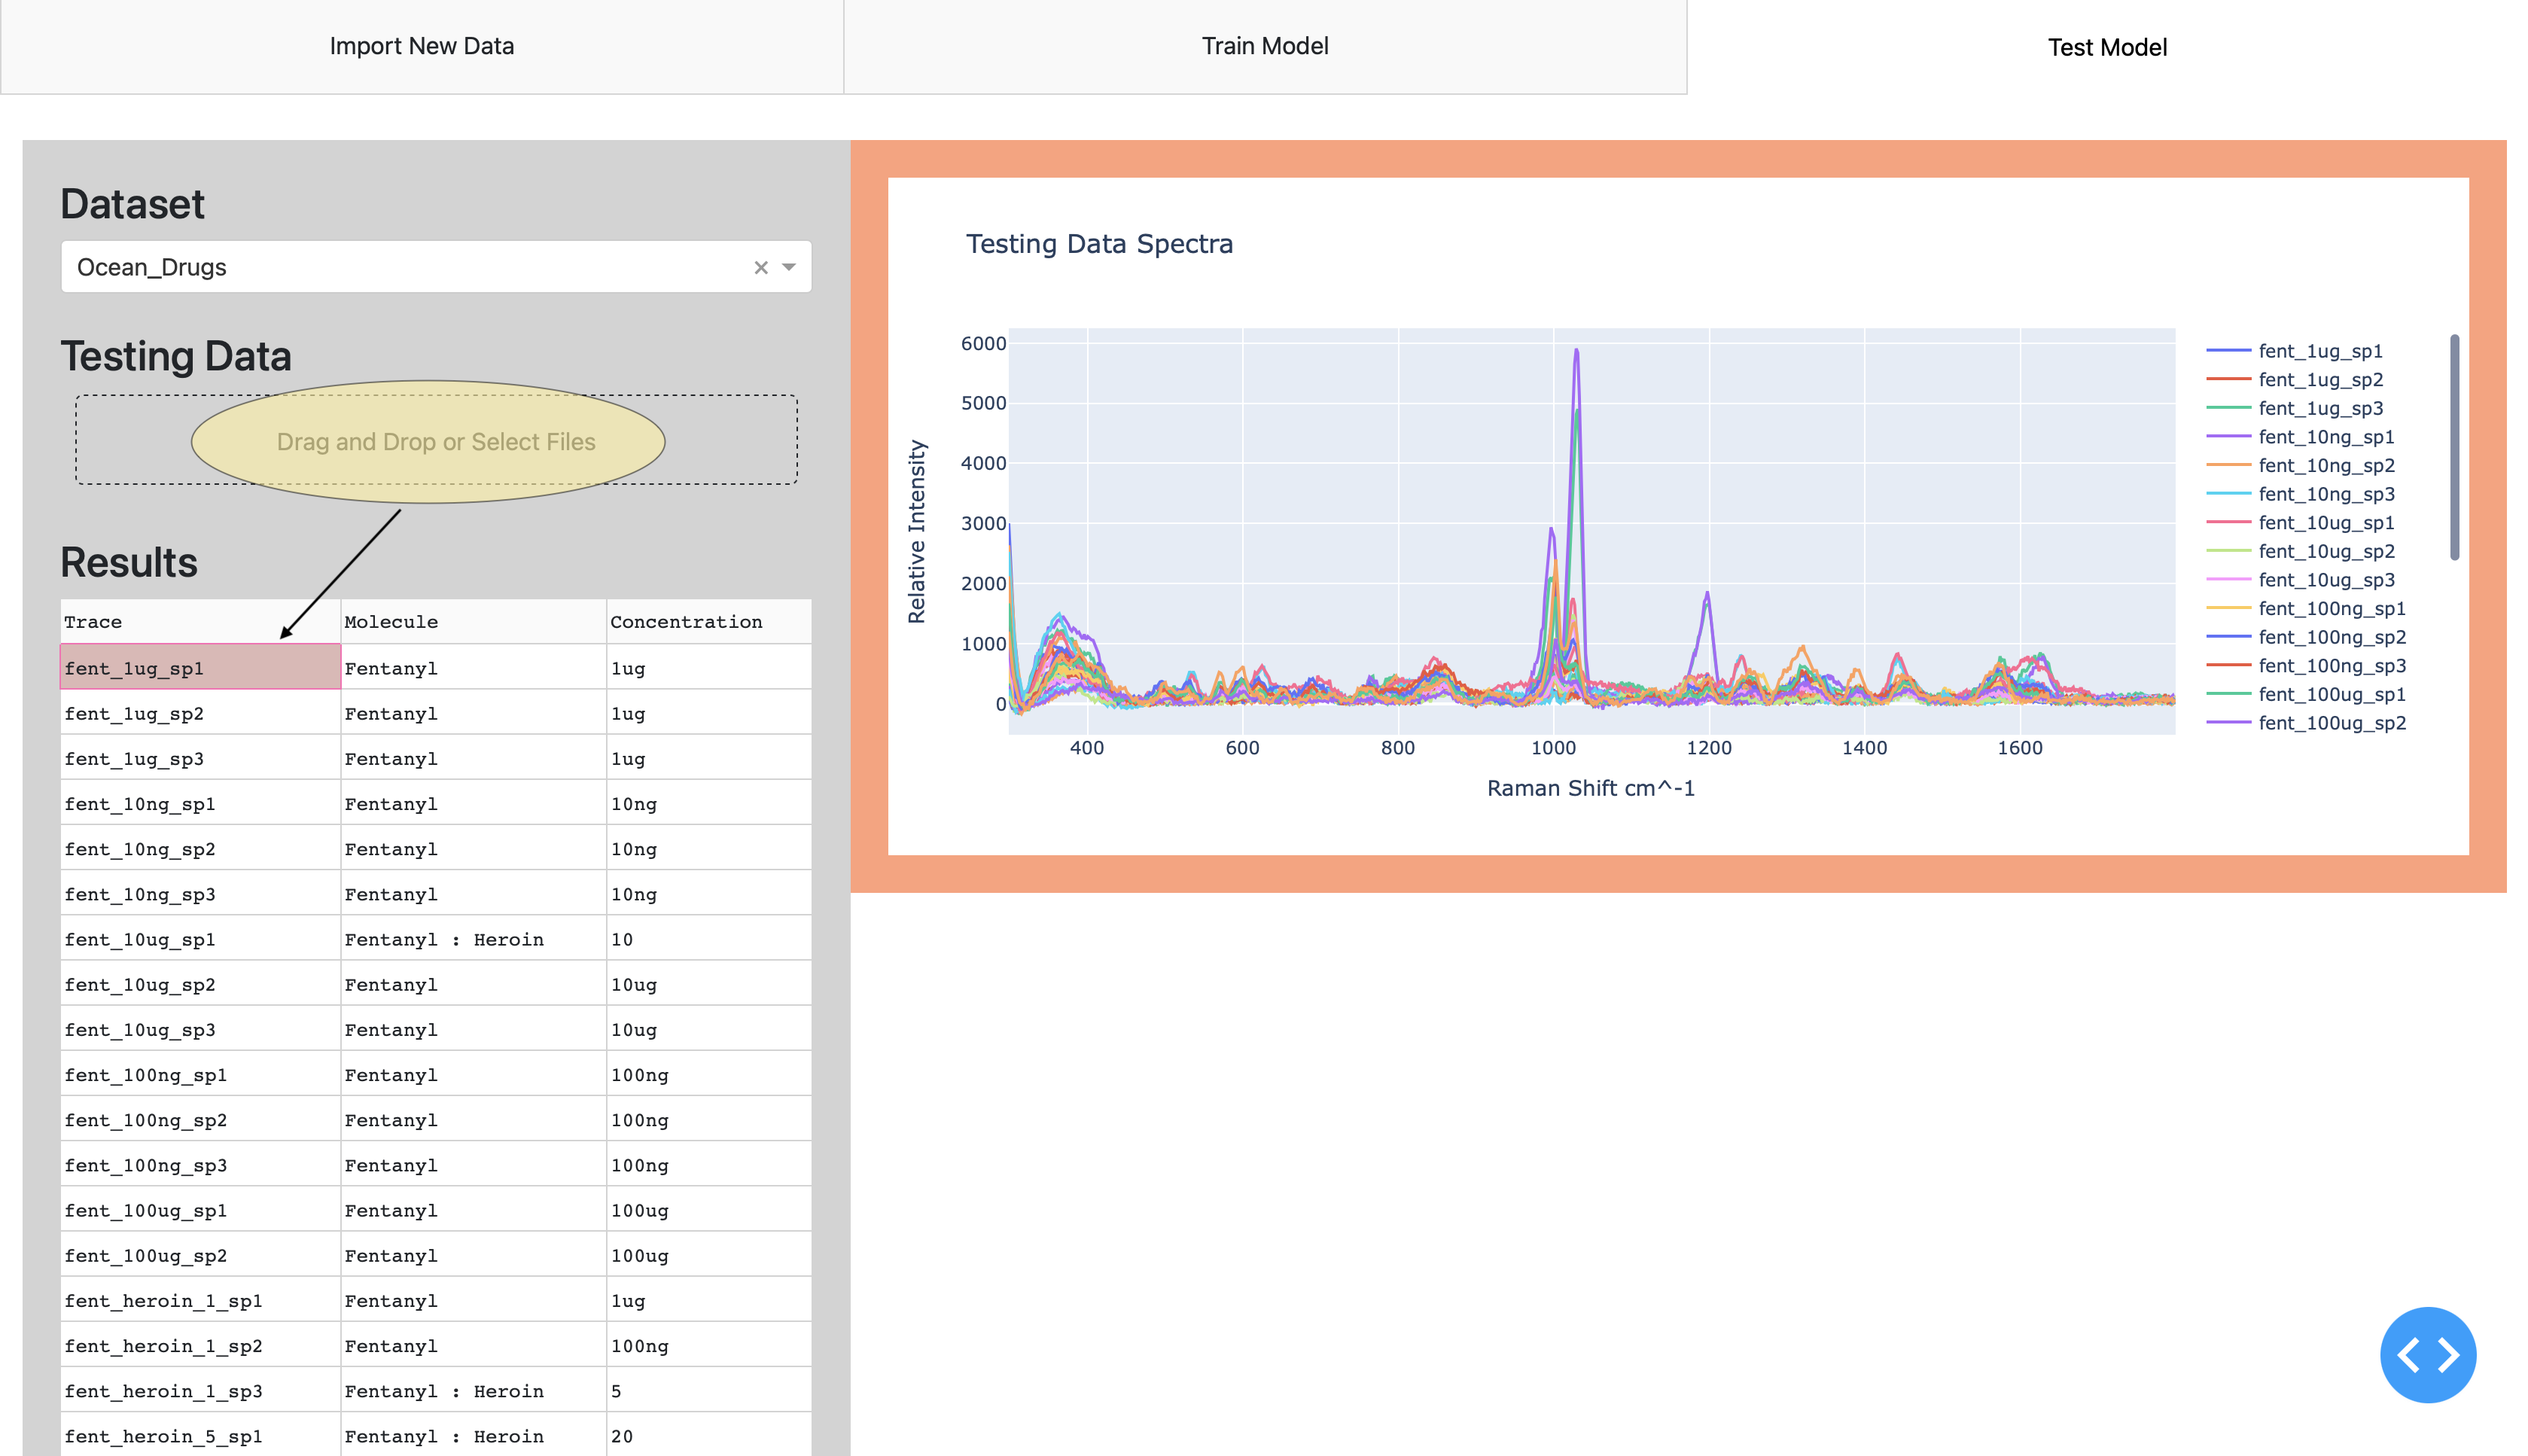 Import New Data
Train Model
Test Model
Dataset
Ocean_Drugs
Testing Data
Drag and Drop or Select Files
Results
Trace Molecule Concentration
fent_1ug_sp1 Fentanyl 1ug
fent_1ug_sp2 Fentanyl 1ug
fent_1ug_sp3 Fentanyl 1ug
fent_10ng_sp1 Fentanyl 10ng
fent_10ng_sp2 Fentanyl 10ng
fent_10ng_sp3 Fentanyl 10ng
fent_10ug_sp1 Fentanyl : Heroin 10
fent_10ug_sp2 Fentanyl 10ug
fent_10ug_sp3 Fentanyl 10ug
fent_100ng_sp1 Fentanyl 100ng
fent_100ng_sp2 Fentanyl 100ng
fent_100ng_sp3 Fentanyl 100ng
fent_100ug_sp1 Fentanyl 100ug
fent_100ug_sp2 Fentanyl 100ug
fent_heroin_1_sp1 Fentanyl 1ug
fent_heroin_1_sp2 Fentanyl 100ng
fent_heroin_1_sp3 Fentanyl : Heroin 5
fent_heroin_5_sp1 Fentanyl : Heroin 20
Testing Data Spectra
Relative Intensity
6000
5000
4000
3000
2000
1000
0
400 600 800 1000 1200 1400 1600
Raman Shift cm^-1
fent_1ug_sp1
fent_1ug_sp2
fent_1ug_sp3
fent_10ng_sp1
fent_10ng_sp2
fent_10ng_sp3
fent_10ug_sp1
fent_10ug_sp2
fent_10ug_sp3
fent_100ng_sp1
fent_100ng_sp2
fent_100ng_sp3
fent_100ug_sp1
fent_100ug_sp2